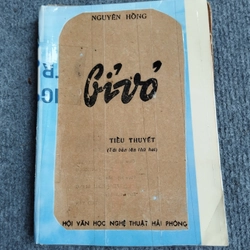 NGUYÊN HỒNG
bỉ vỏ
TIỂU THUYẾT
(Tái bản lần thứ hai)
HỘI VĂN HỌC NGHỆ THUẬT HẢI PHÒNG